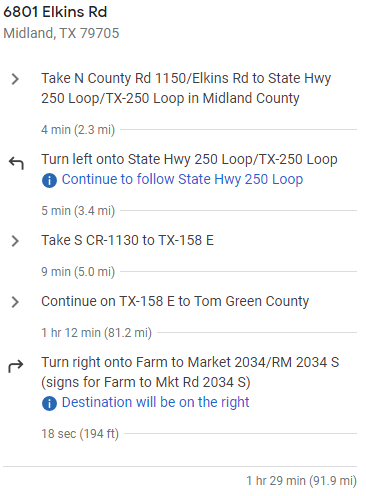 6801 Elkins Rd
Midland, TX 79705
Take N County Rd 1150/Elkins Rd to State Hwy
250 Loop/TX-250 Loop in Midland County
4 min (2.3 mi)
Turn left onto State Hwy 250 Loop/TX-250 Loop
Continue to follow State Hwy 250 Loop
5 min (3.4 mi)
Take S CR-1130 to TX-158 E
9 min (5.0 mi)
Continue on TX-158 E to Tom Green County
1 hr 12 min (81.2 mi)
Turn right onto Farm to Market 2034/RM 2034 S
(signs for Farm to Mkt Rd 2034 S)
Destination will be on the right
18 sec (194 ft)
1 hr 29 min (91.9 mi)